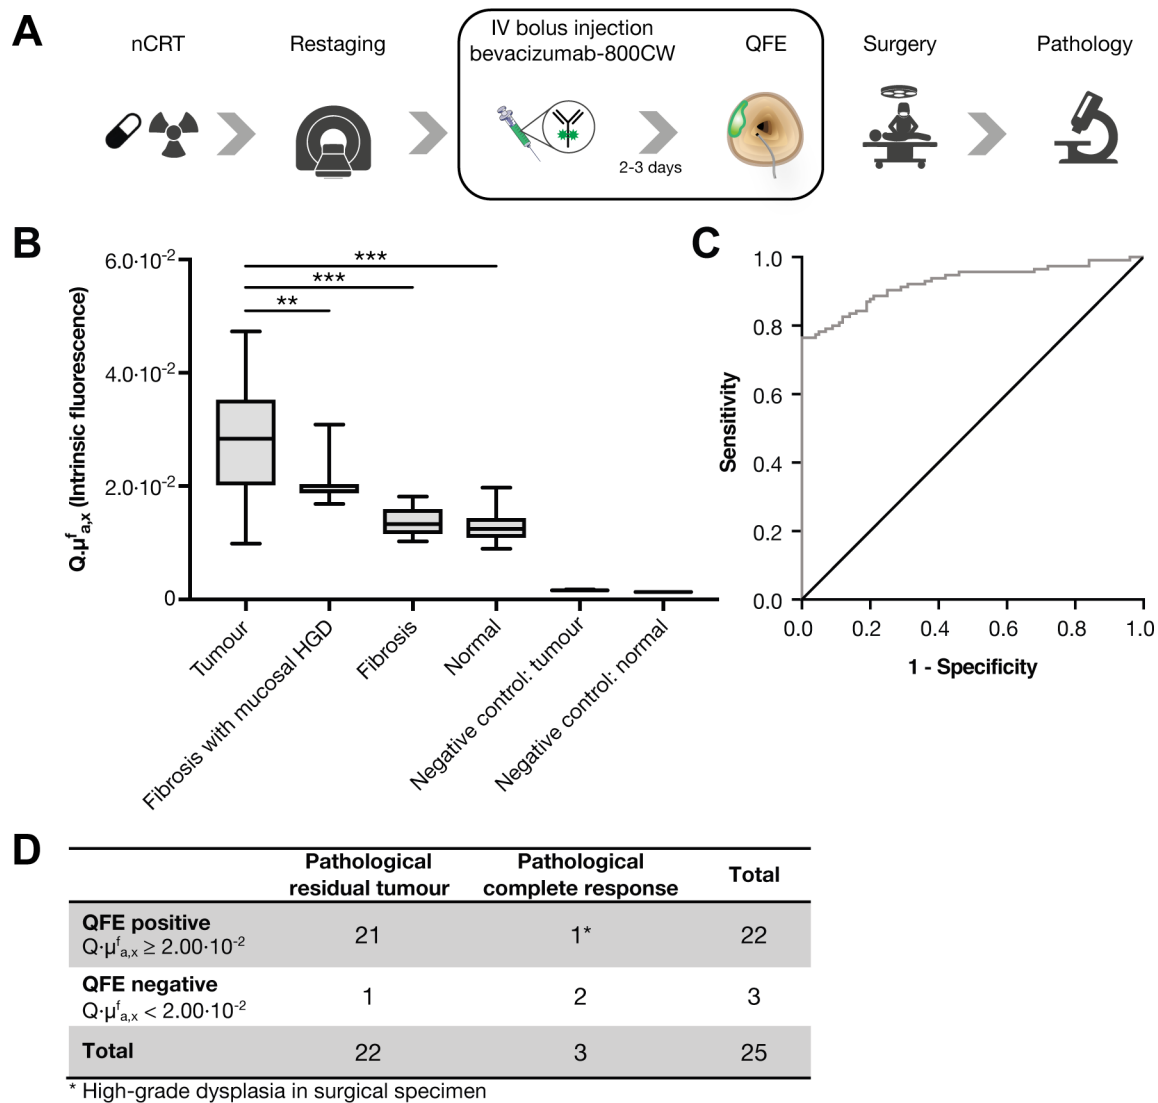 A
nCRT
Restaging
IV bolus injection
bevacizumab-800CW
QFE
Surgery
Pathology
2-3 days
B
6.0·10-2
4.0·10-2
2.0·10-2
0
Q.µfa,x (Intrinsic fluorescence)
***
***
**
Tumour
Fibrosis with mucosal HGD
Fibrosis
Normal
Negative control: tumour
Negative control: normal
C
1.0
0.8
0.6
0.4
0.2
0.0
Sensitivity
0.0 0.2 0.4 0.6 0.8 1.0
1 - Specificity
D
Pathological residual tumour
Pathological complete response
Total
QFE positive
Q·µfa,x ≥ 2.00·10-2
21 1* 22
QFE negative
Q·µfa,x < 2.00·10-2
1 2 3
Total 22 3 25
* High-grade dysplasia in surgical specimen